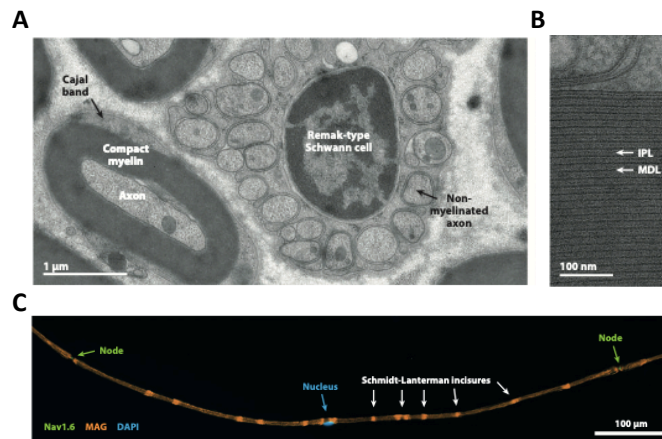 A
B
Cajal
band
Compact
myelin
Axon
Remak-type
Schwann cell
Non-
myelinated
axon
1 µm
IPL
MDL
100 nm
C
Node
Node
Nucleus
Schmidt-Lanterman incisures
Nav1.6 MAG DAPI
100 µm